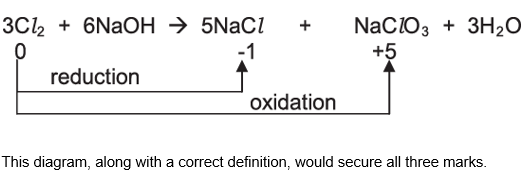 3Cl₂ + 6NaOH → 5NaCl + NaClO₃ + 3H₂O
0 -1 +5
reduction
oxidation
This diagram, along with a correct definition, would secure all three marks.